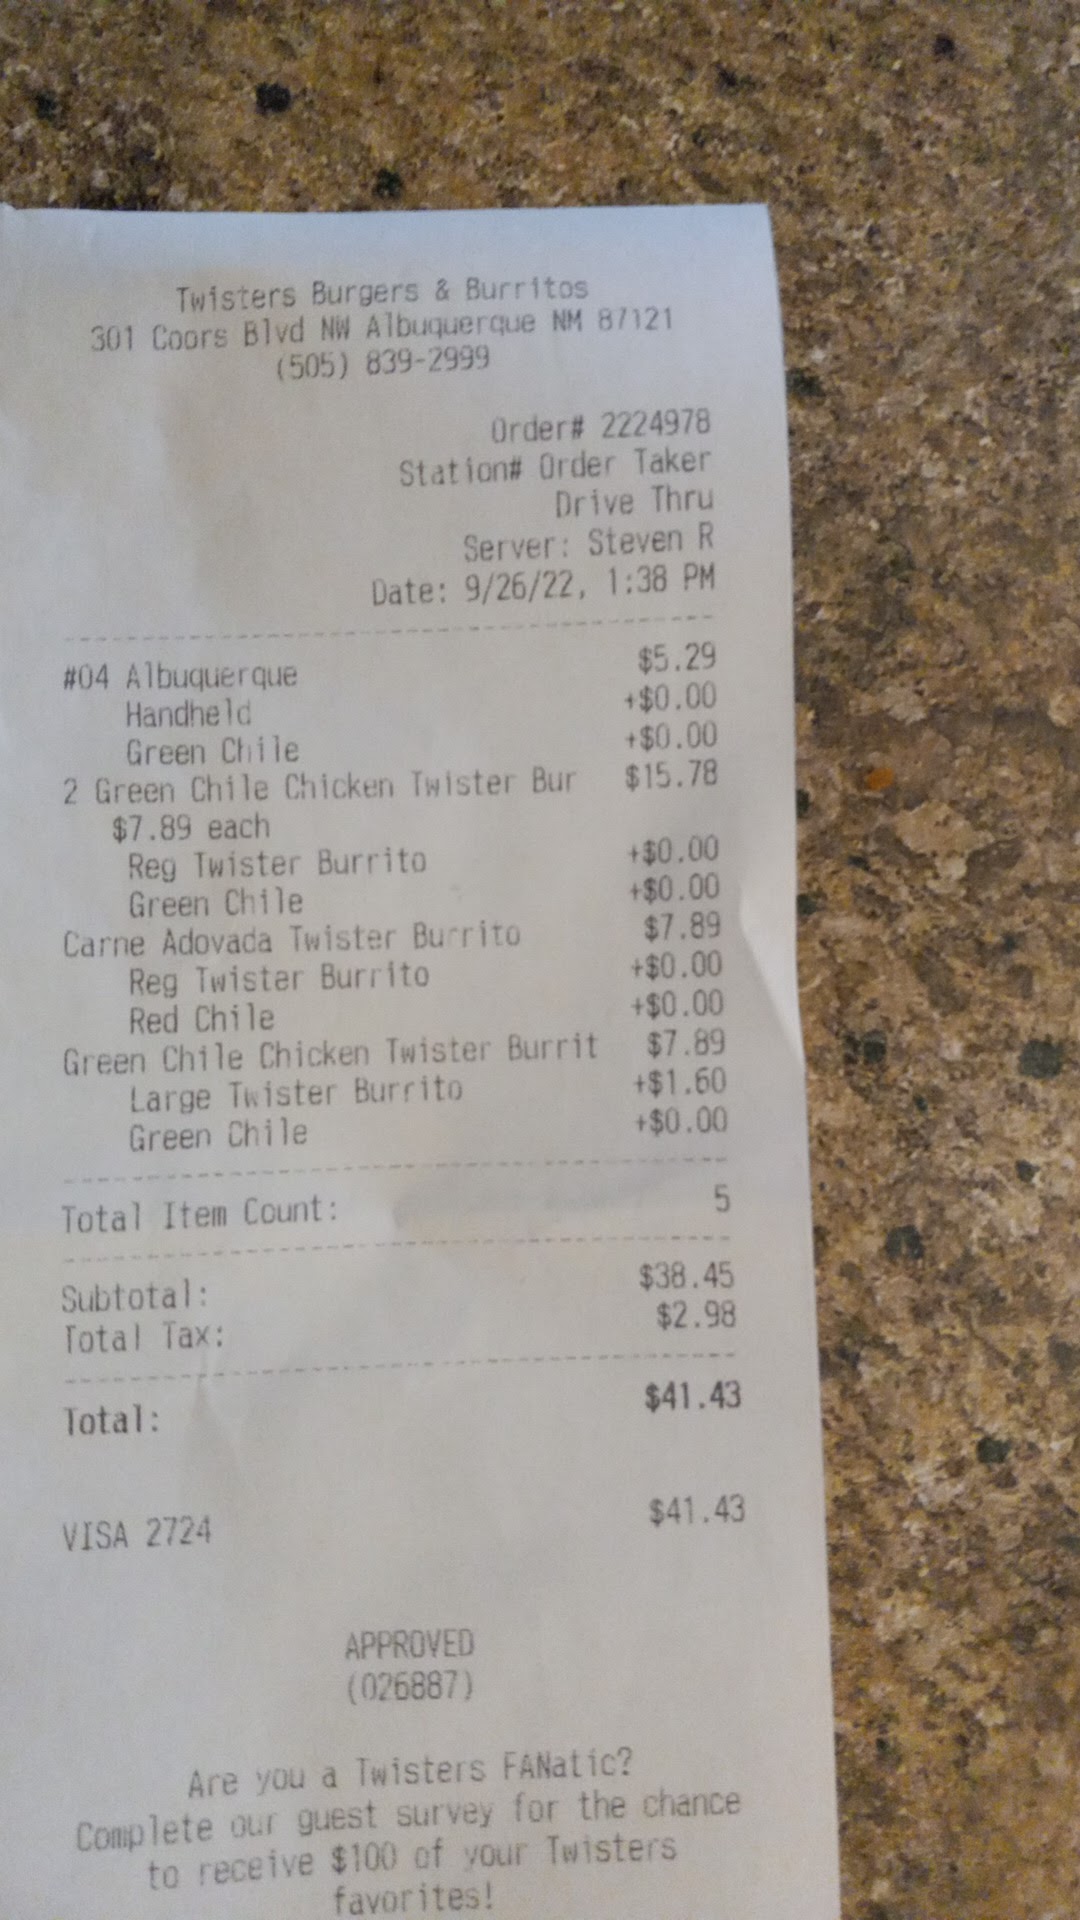 Twisters Burgers & Burritos
301 Coors Blvd NW Albuquerque NM 87121
(505) 839-2999
Order# 2224978
Station# Order Taker
Drive Thru
Server: Steven R
Date: 9/26/22, 1:38 PM
#04 Albuquerque $5.29
Handheld +$0.00
Green Chile +$0.00
2 Green Chile Chicken Twister Bur $15.78
$7.89 each
Reg Twister Burrito +$0.00
Green Chile +$0.00
Carne Adovada Twister Burrito $7.89
Reg Twister Burrito +$0.00
Red Chile +$0.00
Green Chile Chicken Twister Burrit $7.89
Large Twister Burrito +$1.60
Green Chile +$0.00
Total Item Count: 5
Subtotal: $38.45
Total Tax: $2.98
Total: $41.43
VISA 2724 $41.43
APPROVED
(026887)
Are you a Twisters FANatic?
Complete our guest survey for the chance
to receive $100 of your Twisters
favorites!